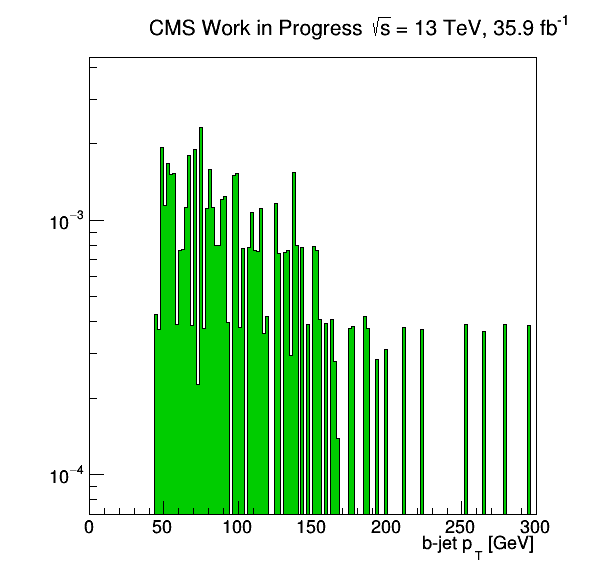 CMS Work in Progress √s = 13 TeV, 35.9 fb⁻¹
10⁻³
10⁻⁴
0 50 100 150 200 250 300
b-jet p_T [GeV]